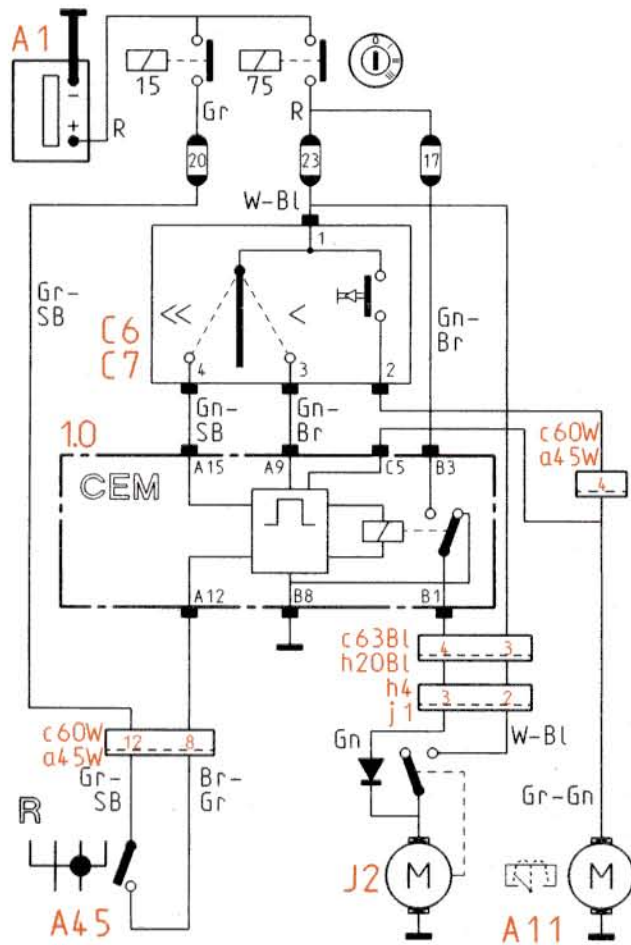 A1
−
+
R
15
Gr
75
R
0
I
II
III
20
23
17
W-Bl
1
Gr-
SB
<<
<
C6
C7
4
3
2
Gn-
Br
Gn-
SB
Gn-
Br
1.0
c60W
a45W
4
A15
A9
C5
B3
CEM
A12
B8
B1
c63Bl
h20Bl
4
3
h4
j1
3
2
c60W
a45W
12
8
Gn
W-Bl
Gr-
SB
Br-
Gr
Gr-Gn
R
J2
M
M
A45
A11